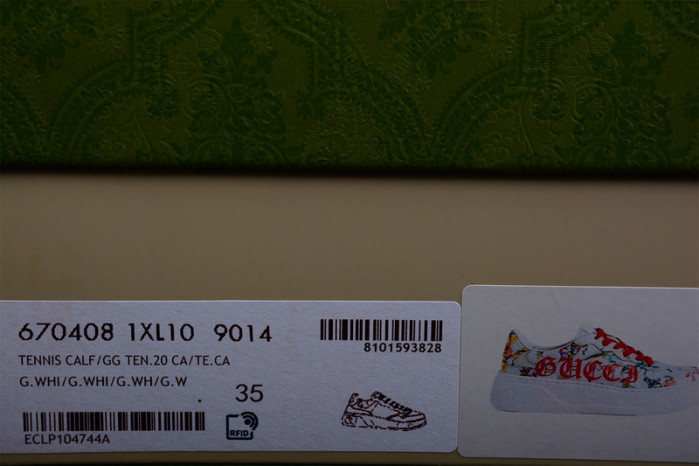 670408 1XL10 9014
8101593828
TENNIS CALF/GG TEN.20 CA/TE.CA
G.WHI/G.WHI/G.WH/G.W
35
RFID
ECLP104744A
GUCCI